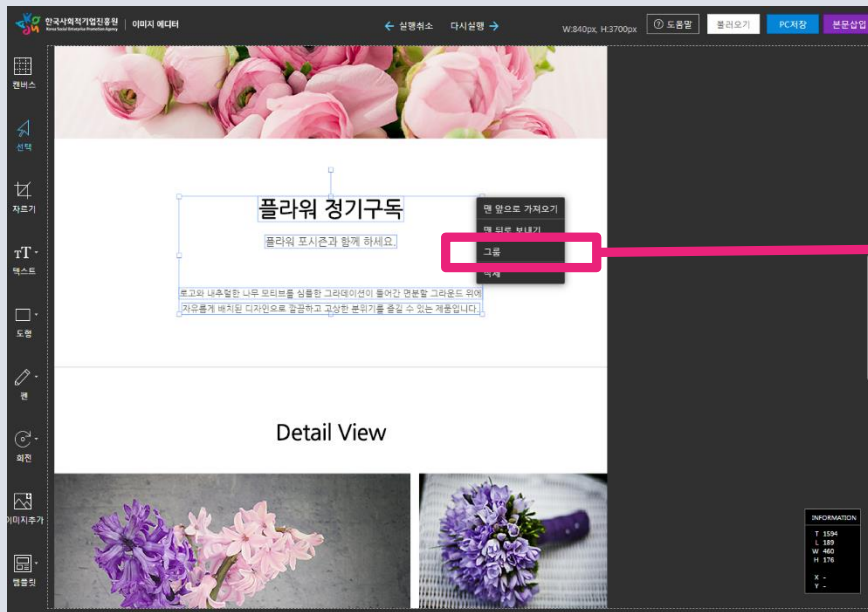 한국사회적기업진흥원
Korea Social Enterprise Promotion Agency
이미지 에디터
← 실행취소
다시실행 →
W:840px, H:3700px
? 도움말
불러오기
PC저장
본문삽입
캔버스
선택
자르기
TT
텍스트
도형
펜
회전
이미지추가
템플릿
플라워 정기구독
플라워 포시즌과 함께 하세요.
로고와 내추럴한 나무 모티브를 심플한 그라데이션이 들어간 면분할 그라운드 위에
자유롭게 배치된 디자인으로 깔끔하고 고상한 분위기를 즐길 수 있는 제품입니다.
맨 앞으로 가져오기
맨 뒤로 보내기
그룹
삭제
Detail View
INFORMATION
T 1594
L 189
W 460
H 176
X -
Y -